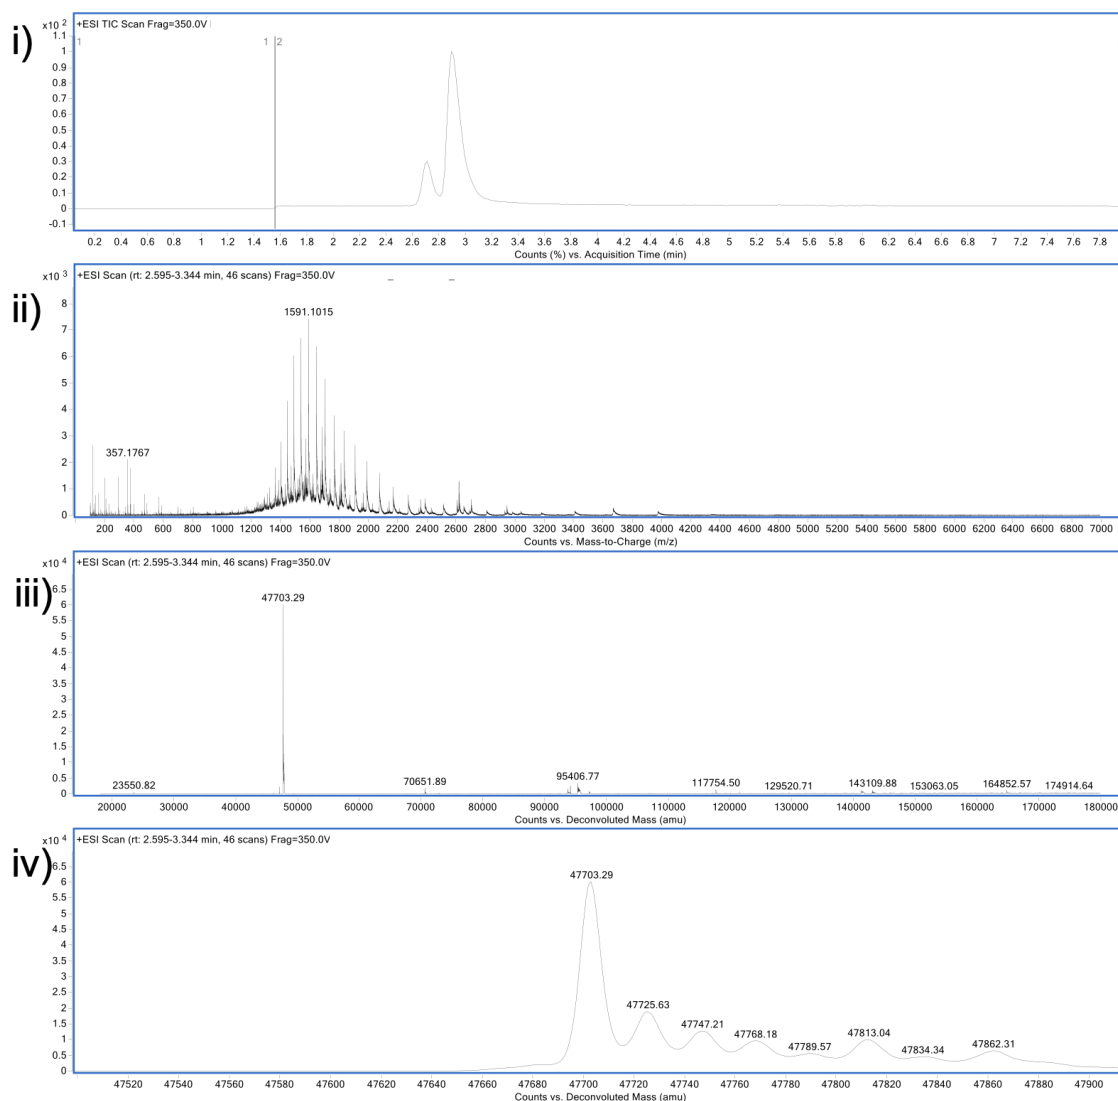 i)
x10 2
+ESI TIC Scan Frag=350.0V
1 1 2
1.1
1
0.9
0.8
0.7
0.6
0.5
0.4
0.3
0.2
0.1
0
-0.1
0.2 0.4 0.6 0.8 1 1.2 1.4 1.6 1.8 2 2.2 2.4 2.6 2.8 3 3.2 3.4 3.6 3.8 4 4.2 4.4 4.6 4.8 5 5.2 5.4 5.6 5.8 6 6.2 6.4 6.6 6.8 7 7.2 7.4 7.6 7.8
Counts (%) vs. Acquisition Time (min)
ii)
x10 3
+ESI Scan (rt: 2.595-3.344 min, 46 scans) Frag=350.0V
1591.1015
357.1767
8
7
6
5
4
3
2
1
0
200 400 600 800 1000 1200 1400 1600 1800 2000 2200 2400 2600 2800 3000 3200 3400 3600 3800 4000 4200 4400 4600 4800 5000 5200 5400 5600 5800 6000 6200 6400 6600 6800 7000
Counts vs. Mass-to-Charge (m/z)
iii)
x10 4
+ESI Scan (rt: 2.595-3.344 min, 46 scans) Frag=350.0V
6.5
6
5.5
5
4.5
4
3.5
3
2.5
2
1.5
1
0.5
0
47703.29
23550.82 70651.89 95406.77 117754.50 129520.71 143109.88 153063.05 164852.57 174914.64
20000 30000 40000 50000 60000 70000 80000 90000 100000 110000 120000 130000 140000 150000 160000 170000 180000
Counts vs. Deconvoluted Mass (amu)
iv)
x10 4
+ESI Scan (rt: 2.595-3.344 min, 46 scans) Frag=350.0V
6.5
6
5.5
5
4.5
4
3.5
3
2.5
2
1.5
1
0.5
0
47703.29
47725.63
47747.21
47768.18
47789.57
47813.04
47834.34
47862.31
47520 47540 47560 47580 47600 47620 47640 47660 47680 47700 47720 47740 47760 47780 47800 47820 47840 47860 47880 47900
Counts vs. Deconvoluted Mass (amu)